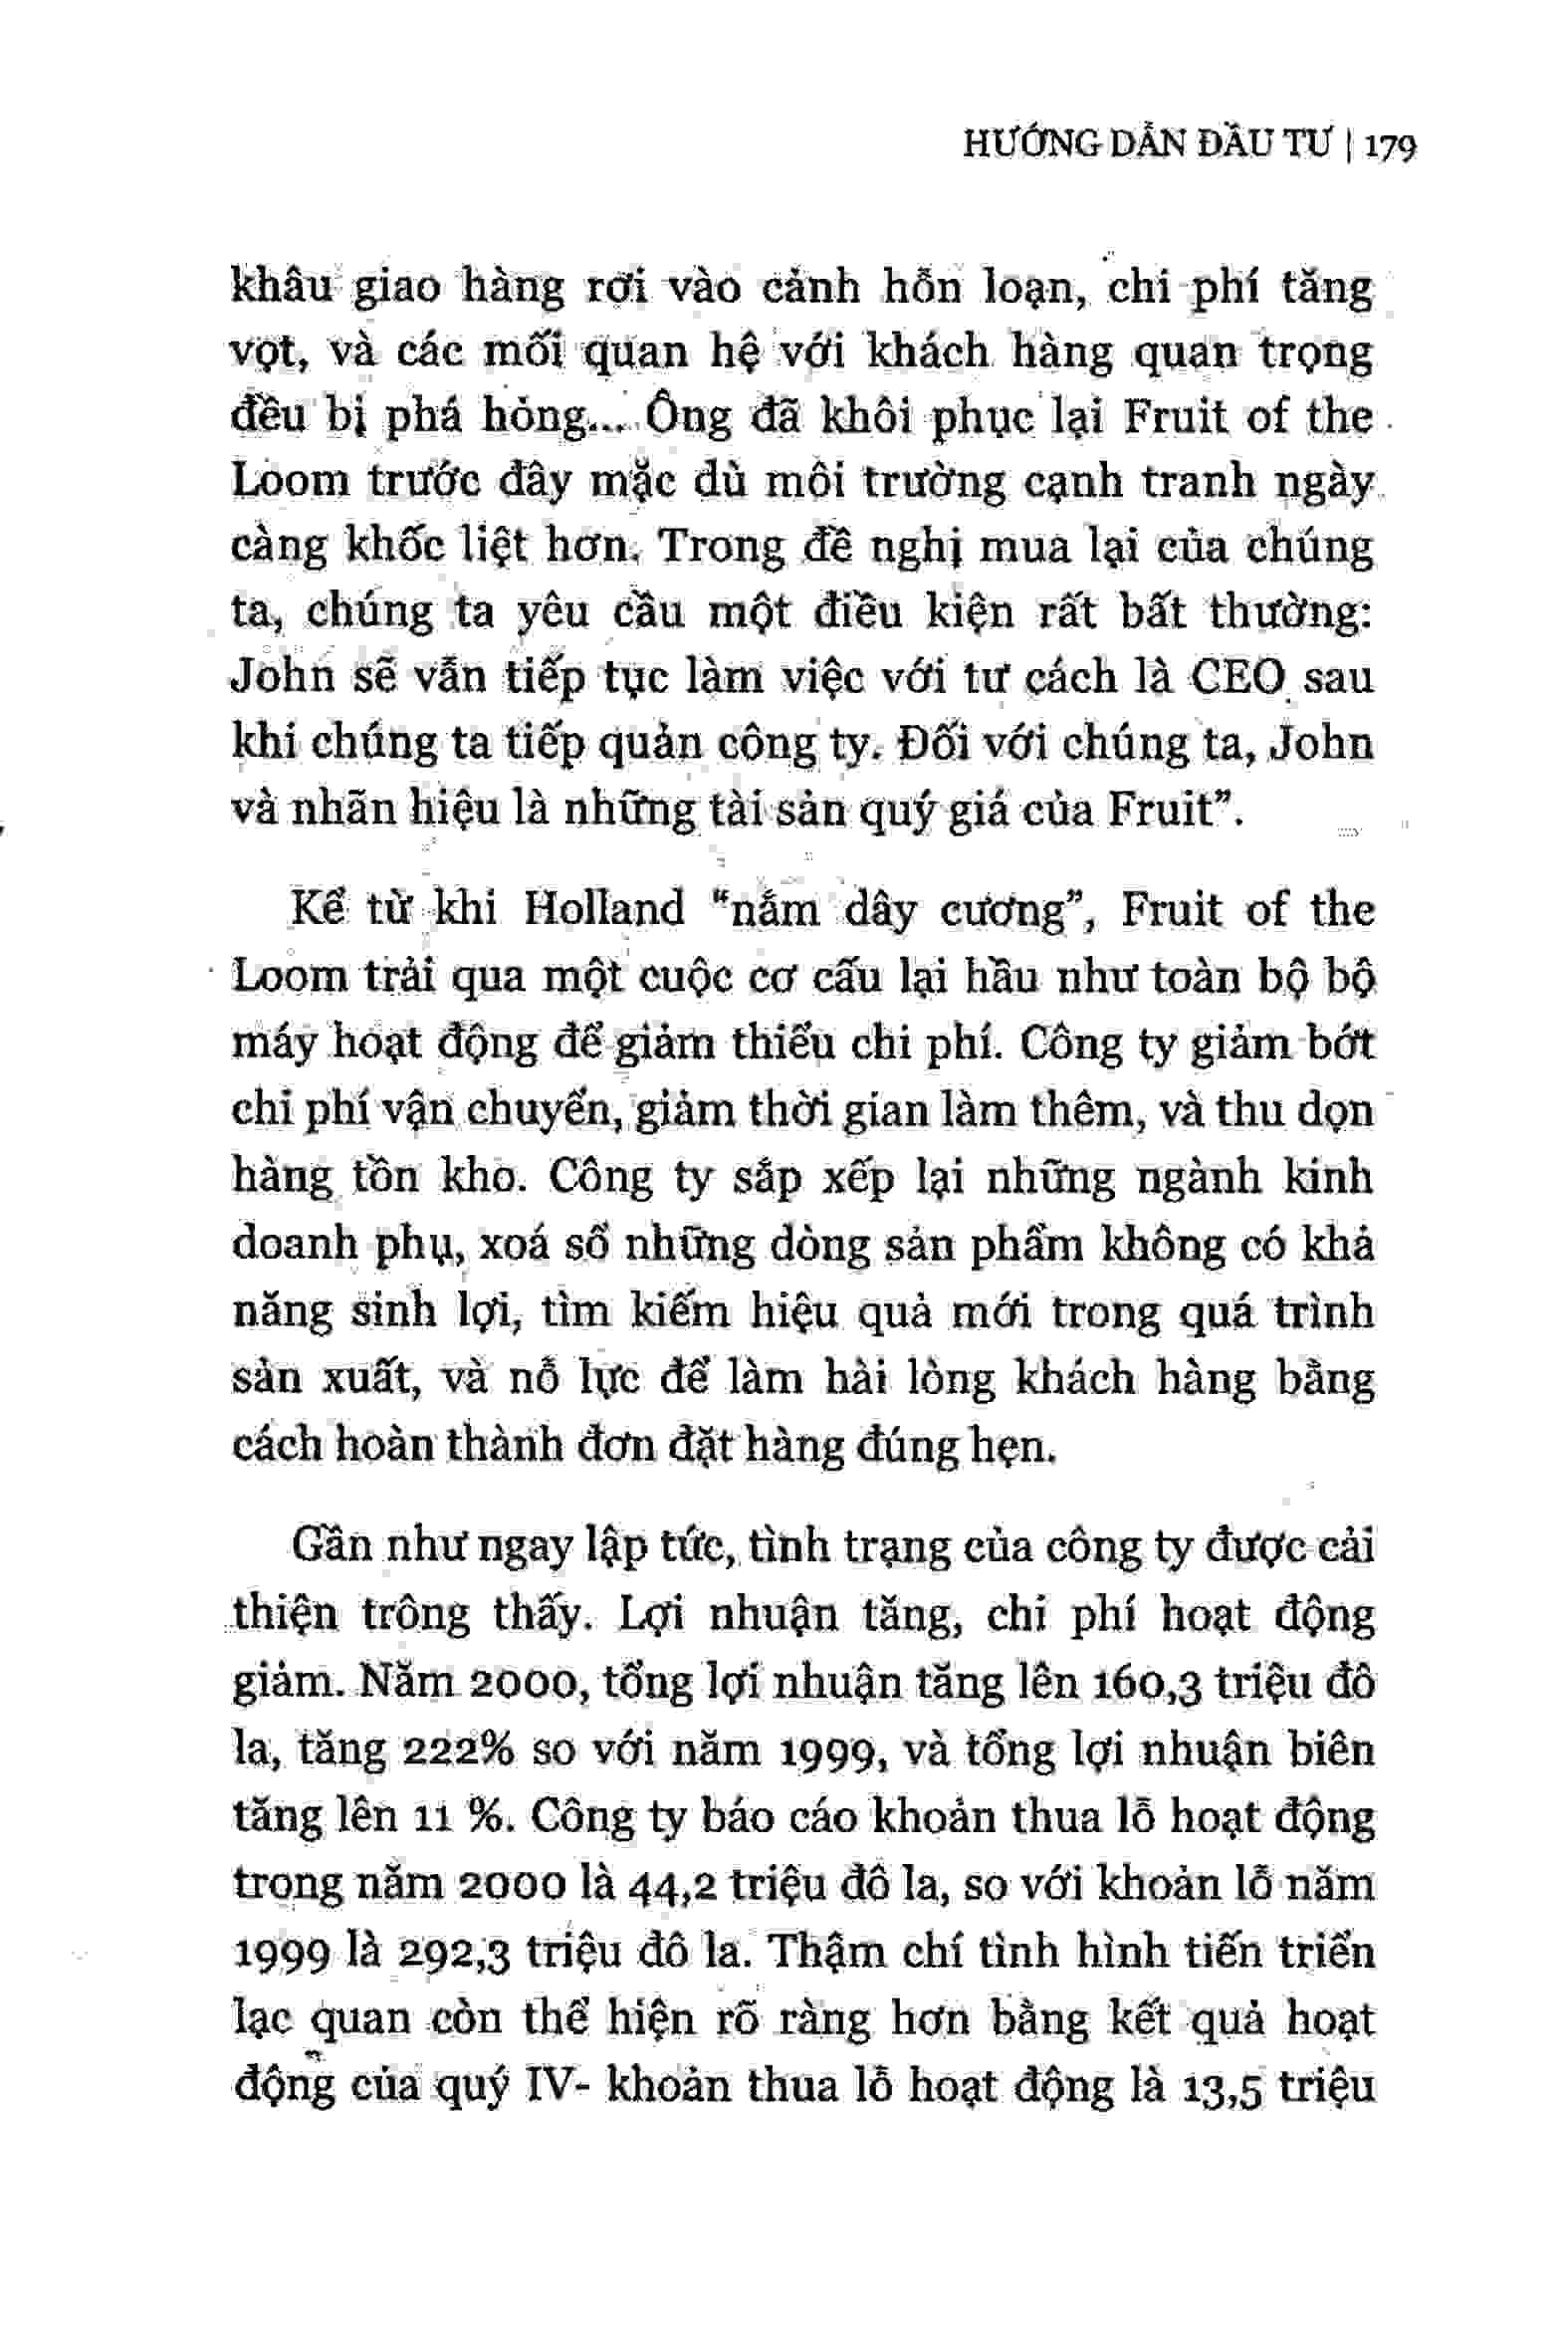 HƯỚNG DẪN ĐẦU TƯ | 179
khâu giao hàng rơi vào cảnh hỗn loạn, chi phí tăng
vọt, và các mối quan hệ với khách hàng quan trọng
đều bị phá hỏng... Ông đã khôi phục lại Fruit of the
Loom trước đây mặc dù môi trường cạnh tranh ngày
càng khốc liệt hơn. Trong đề nghị mua lại của chúng
ta, chúng ta yêu cầu một điều kiện rất bất thường:
John sẽ vẫn tiếp tục làm việc với tư cách là CEO sau
khi chúng ta tiếp quản công ty. Đối với chúng ta, John
và nhãn hiệu là những tài sản quý giá của Fruit”.
Kể từ khi Holland “nắm dây cương”, Fruit of the
Loom trải qua một cuộc cơ cấu lại hầu như toàn bộ bộ
máy hoạt động để giảm thiểu chi phí. Công ty giảm bớt
chi phí vận chuyển, giảm thời gian làm thêm, và thu dọn
hàng tồn kho. Công ty sắp xếp lại những ngành kinh
doanh phụ, xoá sổ những dòng sản phẩm không có khả
năng sinh lợi, tìm kiếm hiệu quả mới trong quá trình
sản xuất, và nỗ lực để làm hài lòng khách hàng bằng
cách hoàn thành đơn đặt hàng đúng hẹn.
Gần như ngay lập tức, tình trạng của công ty được cải
thiện trông thấy. Lợi nhuận tăng, chi phí hoạt động
giảm. Năm 2000, tổng lợi nhuận tăng lên 160,3 triệu đô
la, tăng 222% so với năm 1999, và tổng lợi nhuận biên
tăng lên 11 %. Công ty báo cáo khoản thua lỗ hoạt động
trong năm 2000 là 44,2 triệu đô la, so với khoản lỗ năm
1999 là 292,3 triệu đô la. Thậm chí tình hình tiến triển
lạc quan còn thể hiện rõ ràng hơn bằng kết quả hoạt
động của quý IV- khoản thua lỗ hoạt động là 13,5 triệu